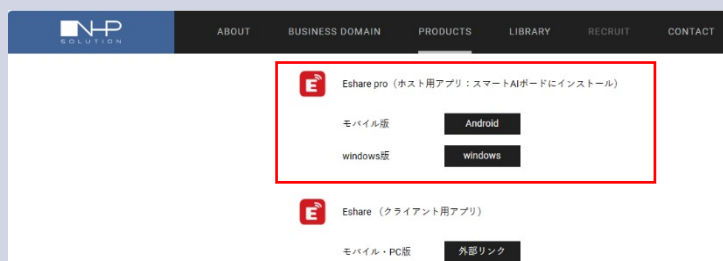 NHP
SOLUTION
ABOUT BUSINESS DOMAIN PRODUCTS LIBRARY RECRUIT CONTACT
E Eshare pro（ホスト用アプリ：スマートAIボードにインストール）
モバイル版 Android
windows版 windows
E Eshare （クライアント用アプリ）
モバイル・PC版 外部リンク